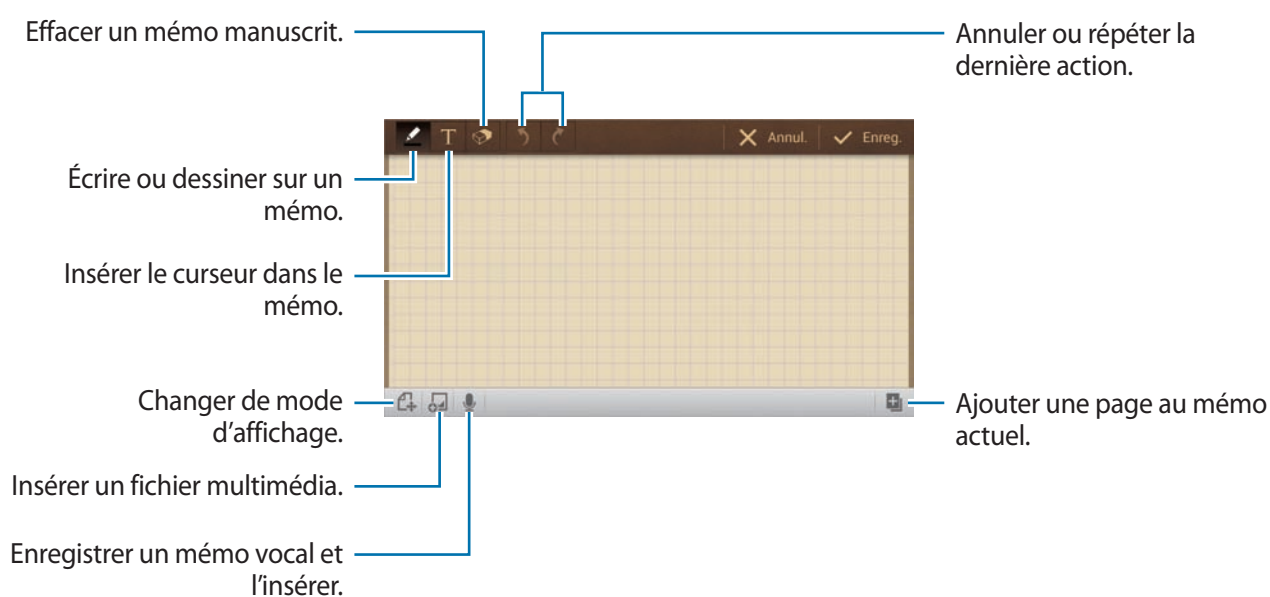 Effacer un mémo manuscrit.
Annuler ou répéter la
dernière action.
T
Annul.
Enreg.
Écrire ou dessiner sur un
mémo.
Insérer le curseur dans le
mémo.
Changer de mode
d'affichage.
Ajouter une page au mémo
actuel.
Insérer un fichier multimédia.
Enregistrer un mémo vocal et
l'insérer.